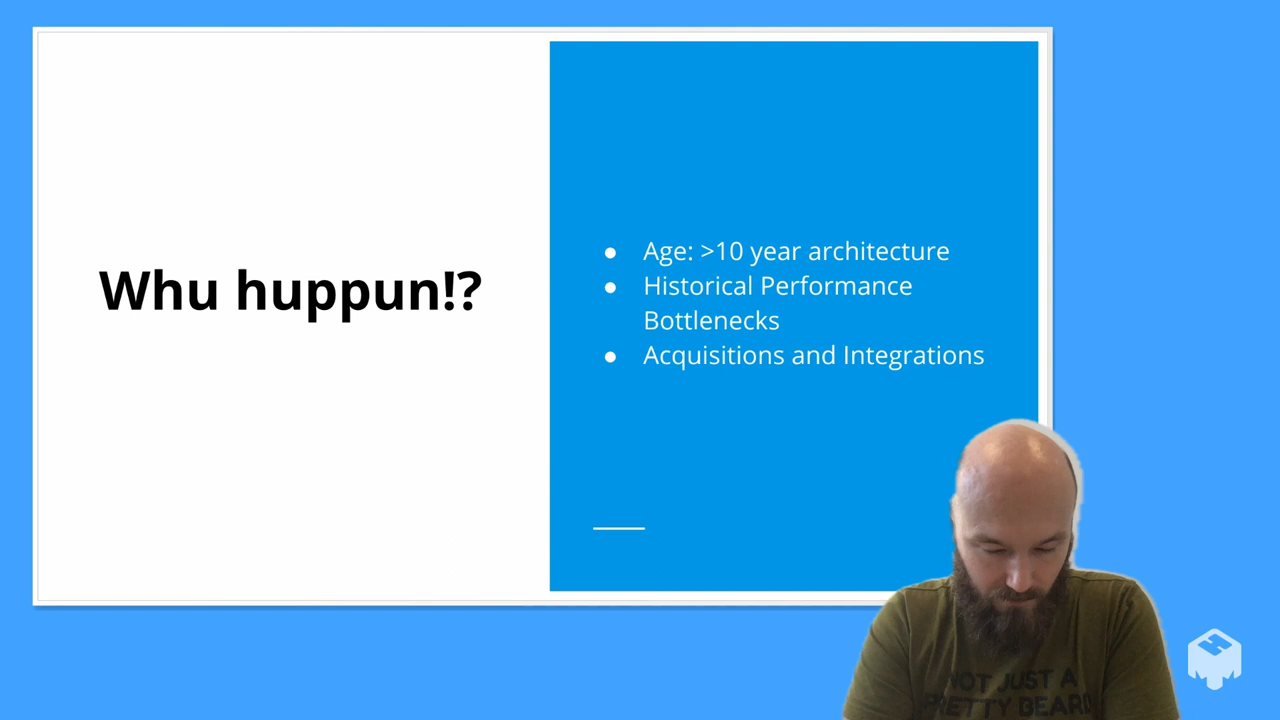 Whu huppun!?
● Age: >10 year architecture
● Historical Performance
Bottlenecks
● Acquisitions and Integrations
NOT JUST A
PRETTY BEARD